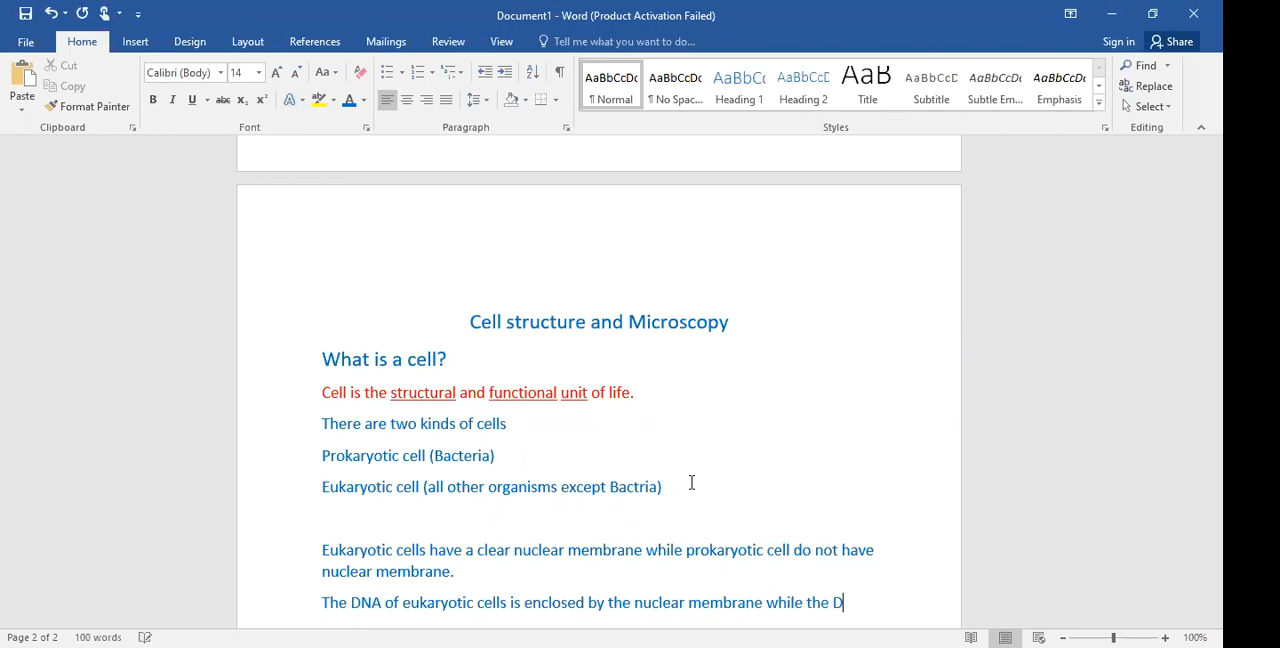 Document1 - Word (Product Activation Failed)
File Home Insert Design Layout References Mailings Review View Tell me what you want to do... Sign in Share
Cut
Copy
Paste
Format Painter
Calibri (Body) 14
AaBbCcDc AaBbCcDc AaBbCc AaBbCcD AaB AaBbCcD AaBbCcDc AaBbCcDc
¶ Normal ¶ No Spac... Heading 1 Heading 2 Title Subtitle Subtle Em... Emphasis
Find
Replace
Select
Clipboard Font Paragraph Styles Editing
Cell structure and Microscopy
What is a cell?
Cell is the structural and functional unit of life.
There are two kinds of cells
Prokaryotic cell (Bacteria)
Eukaryotic cell (all other organisms except Bactria)
Eukaryotic cells have a clear nuclear membrane while prokaryotic cell do not have
nuclear membrane.
The DNA of eukaryotic cells is enclosed by the nuclear membrane while the D
Page 2 of 2 100 words 100%